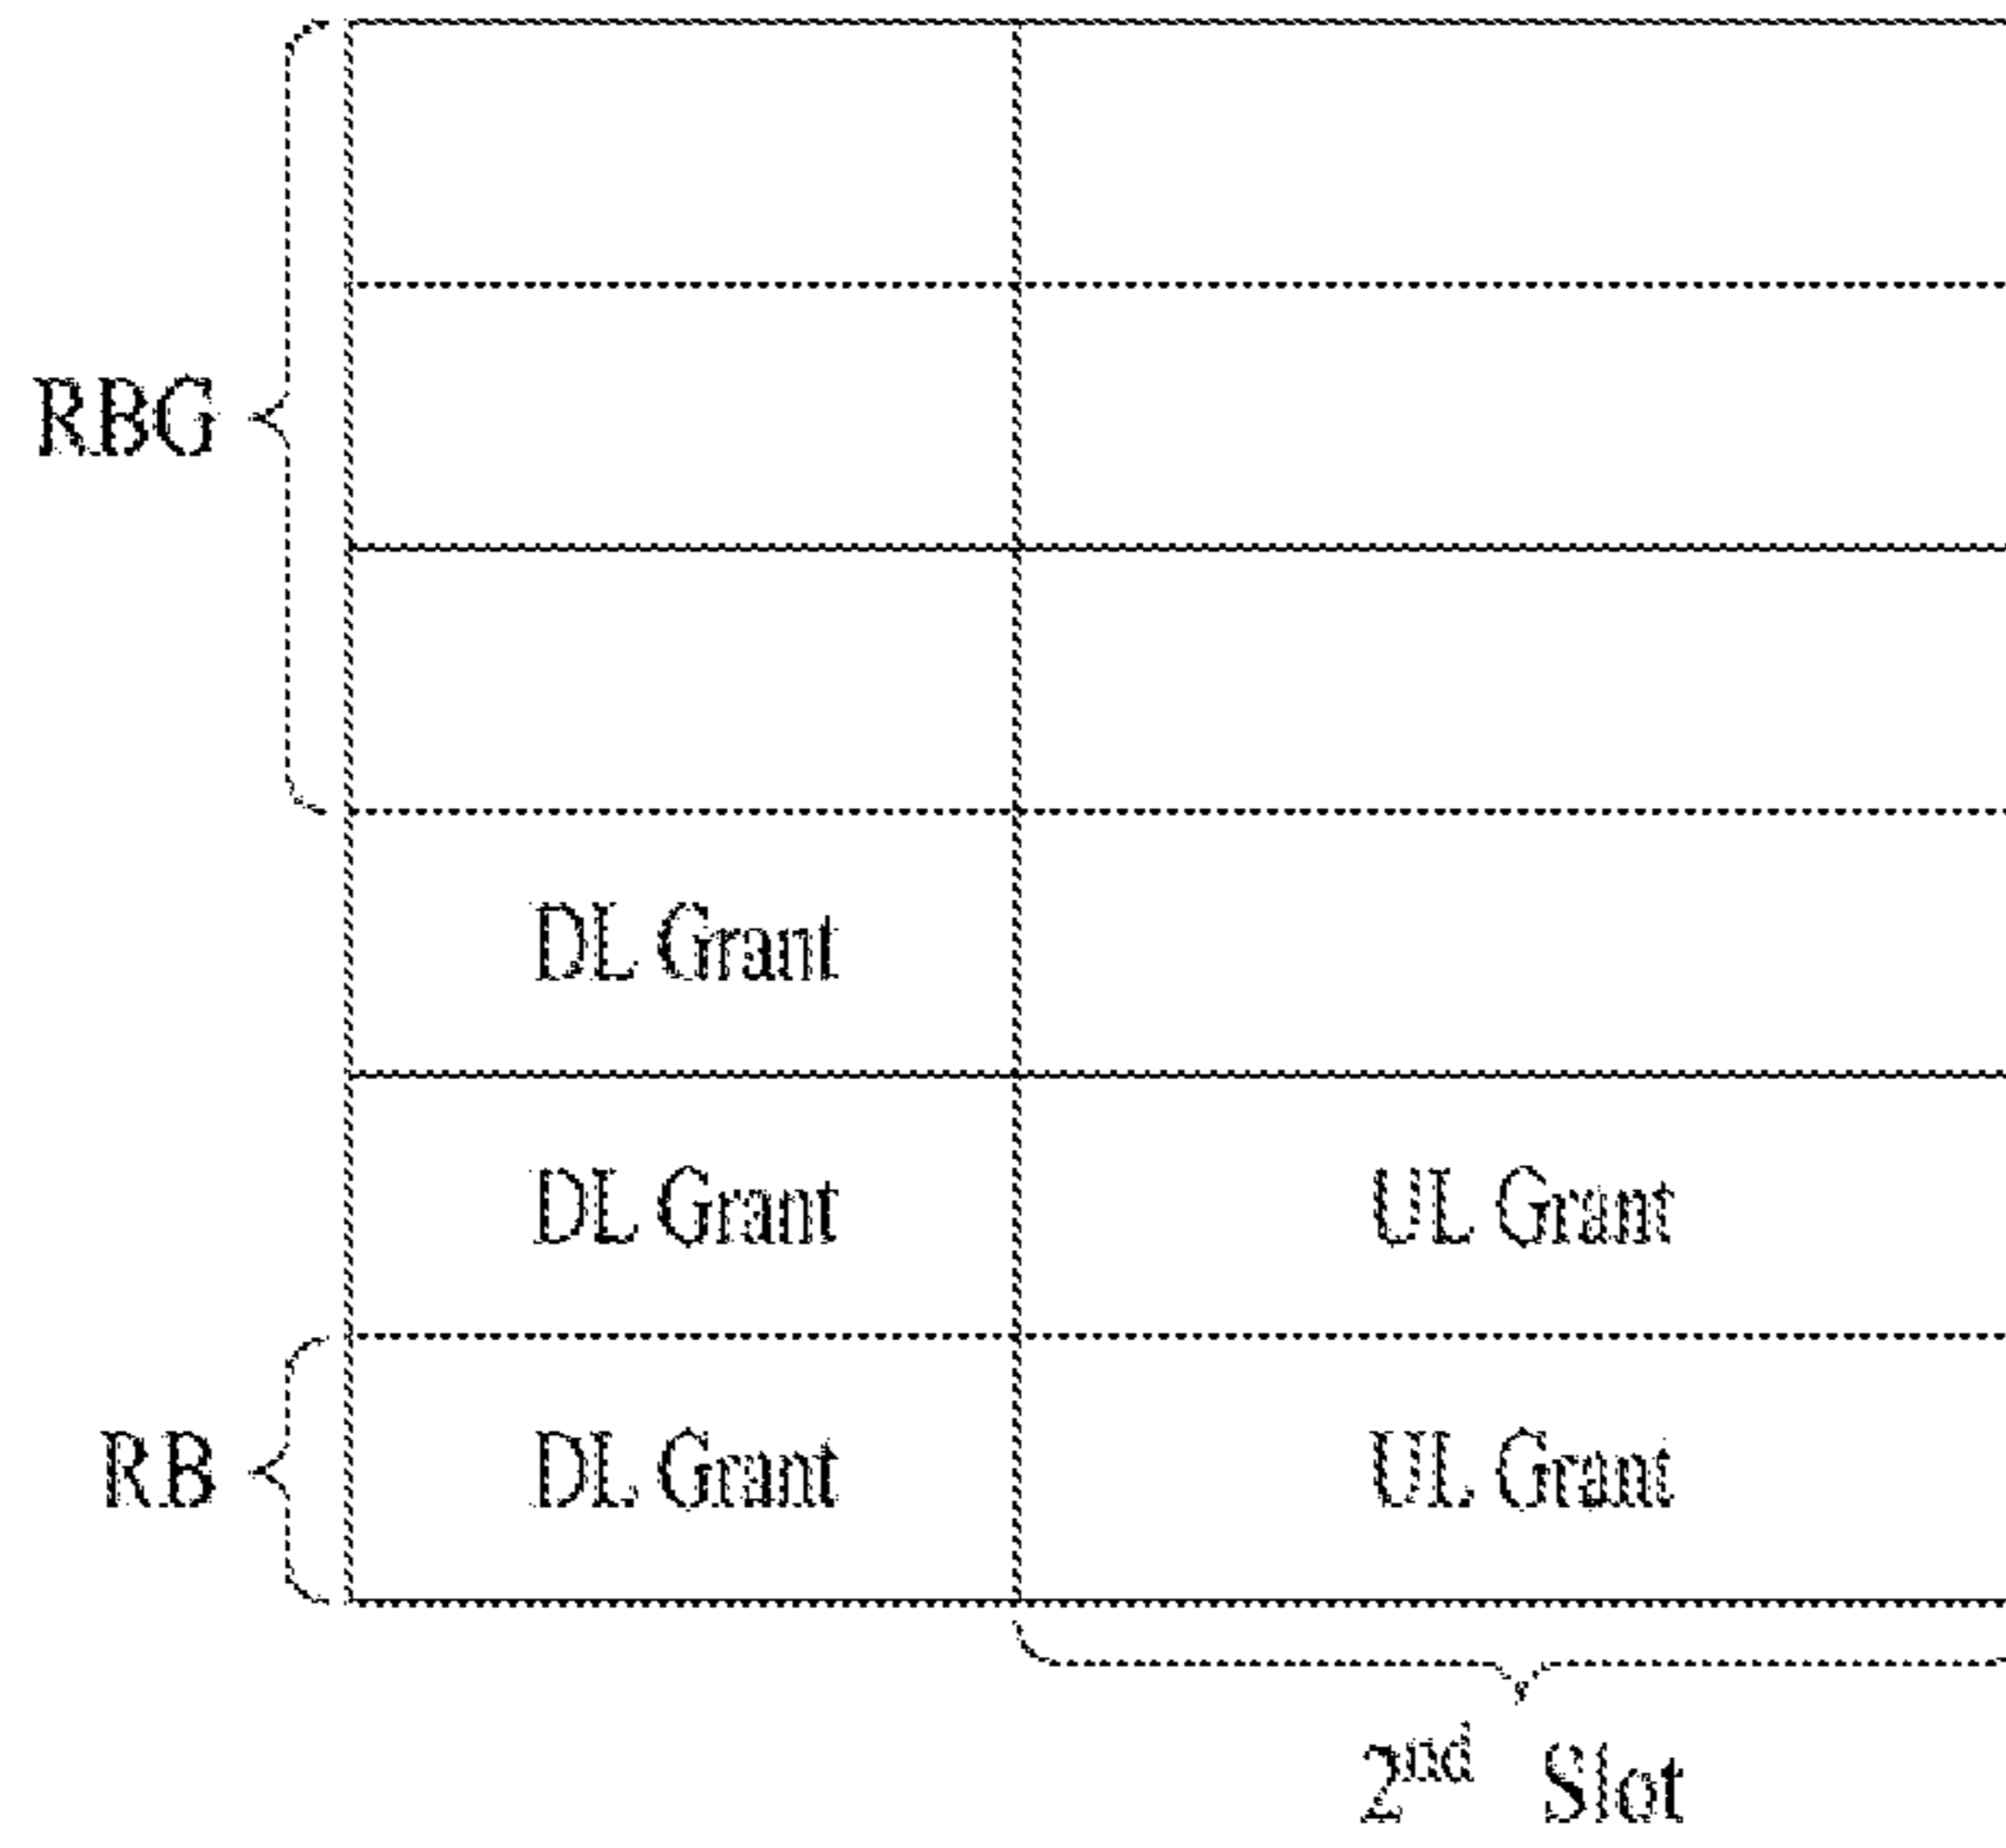 RBG
DL Grant
DL Grant UL Grant
RB DL Grant UL Grant
2nd Slot